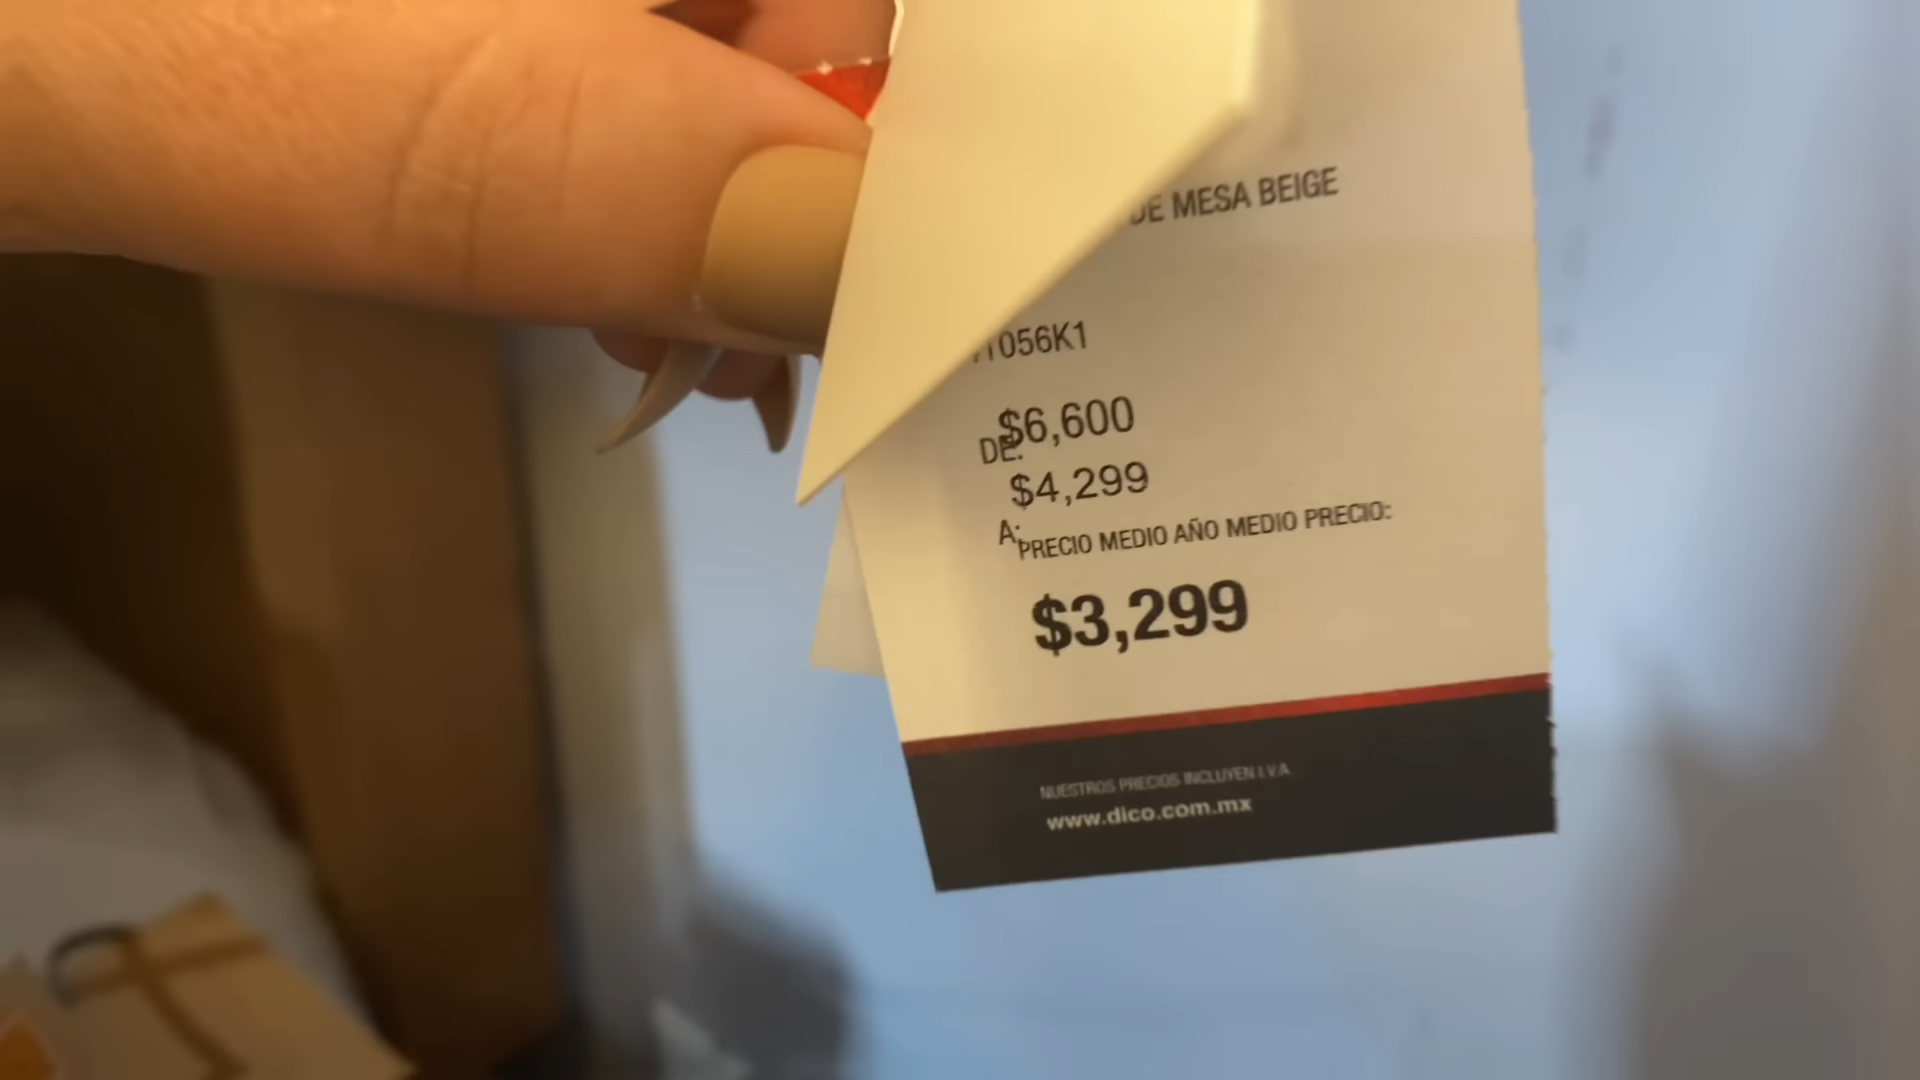 DE MESA BEIGE
1056K1
$6,600
DE:
$4,299
A:
PRECIO MEDIO AÑO MEDIO PRECIO:
$3,299
NUESTROS PRECIOS INCLUYEN I.V.A
www.dico.com.mx